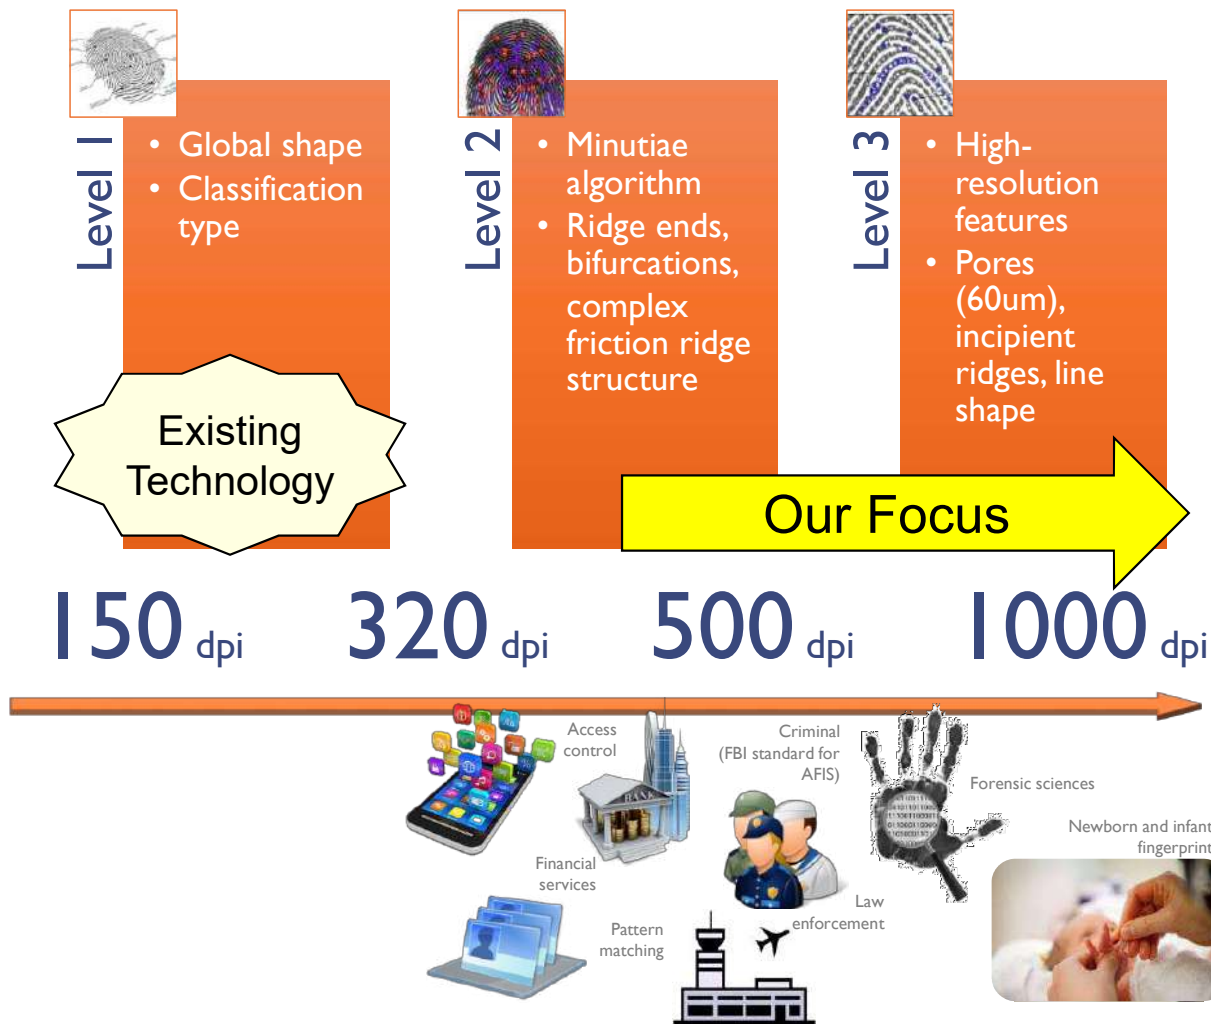 Level 1
• Global shape
• Classification
type
Level 2
• Minutiae
algorithm
• Ridge ends,
bifurcations,
complex
friction ridge
structure
Level 3
• High-
resolution
features
• Pores
(60um),
incipient
ridges, line
shape
Existing
Technology
Our Focus
150 dpi
320 dpi
500 dpi
1000 dpi
Access
control
Criminal
(FBI standard for
AFIS)
Forensic sciences
BANK
Newborn and infant
fingerprint
Financial
services
Law
enforcement
Pattern
matching